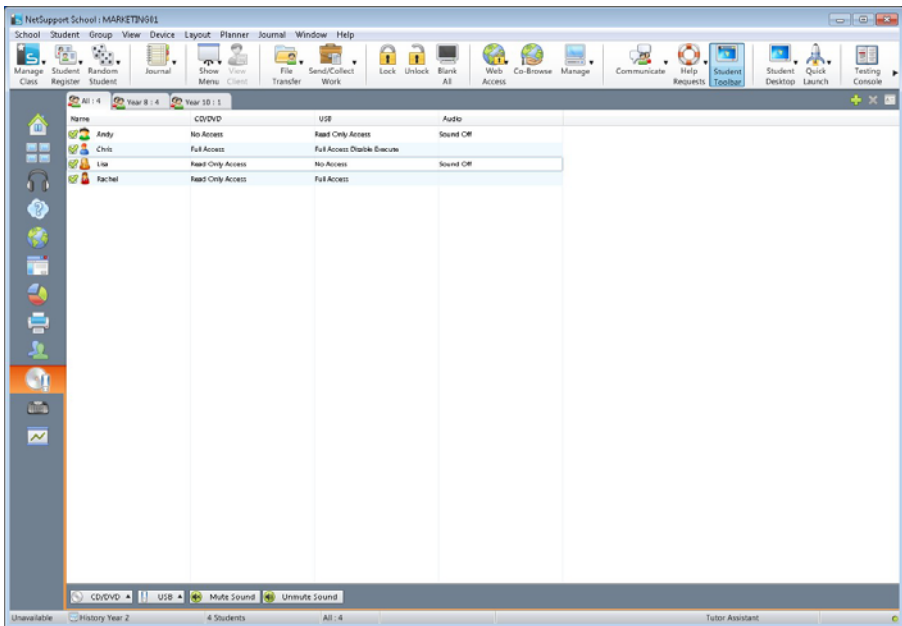 NetSupport School : MARKETING01
School Student Group View Device Layout Planner Journal Window Help
Manage Class
Student Register
Random Student
Journal
Show Menu
View Client
File Transfer
Send/Collect Work
Lock
Unlock
Blank All
Web Access
Co-Browse
Manage
Communicate
Help Requests
Student Toolbar
Student Desktop
Quick Launch
Testing Console
All : 4
Year 8 : 4
Year 10 : 1
Name CD/DVD USB Audio
Andy No Access Read Only Access Sound Off
Chris Full Access Full Access Disable Execute
Lisa Read Only Access No Access Sound Off
Rachel Read Only Access Full Access
CD/DVD USB Mute Sound Unmute Sound
Unavailable History Year 2 4 Students All : 4 Tutor Assistant